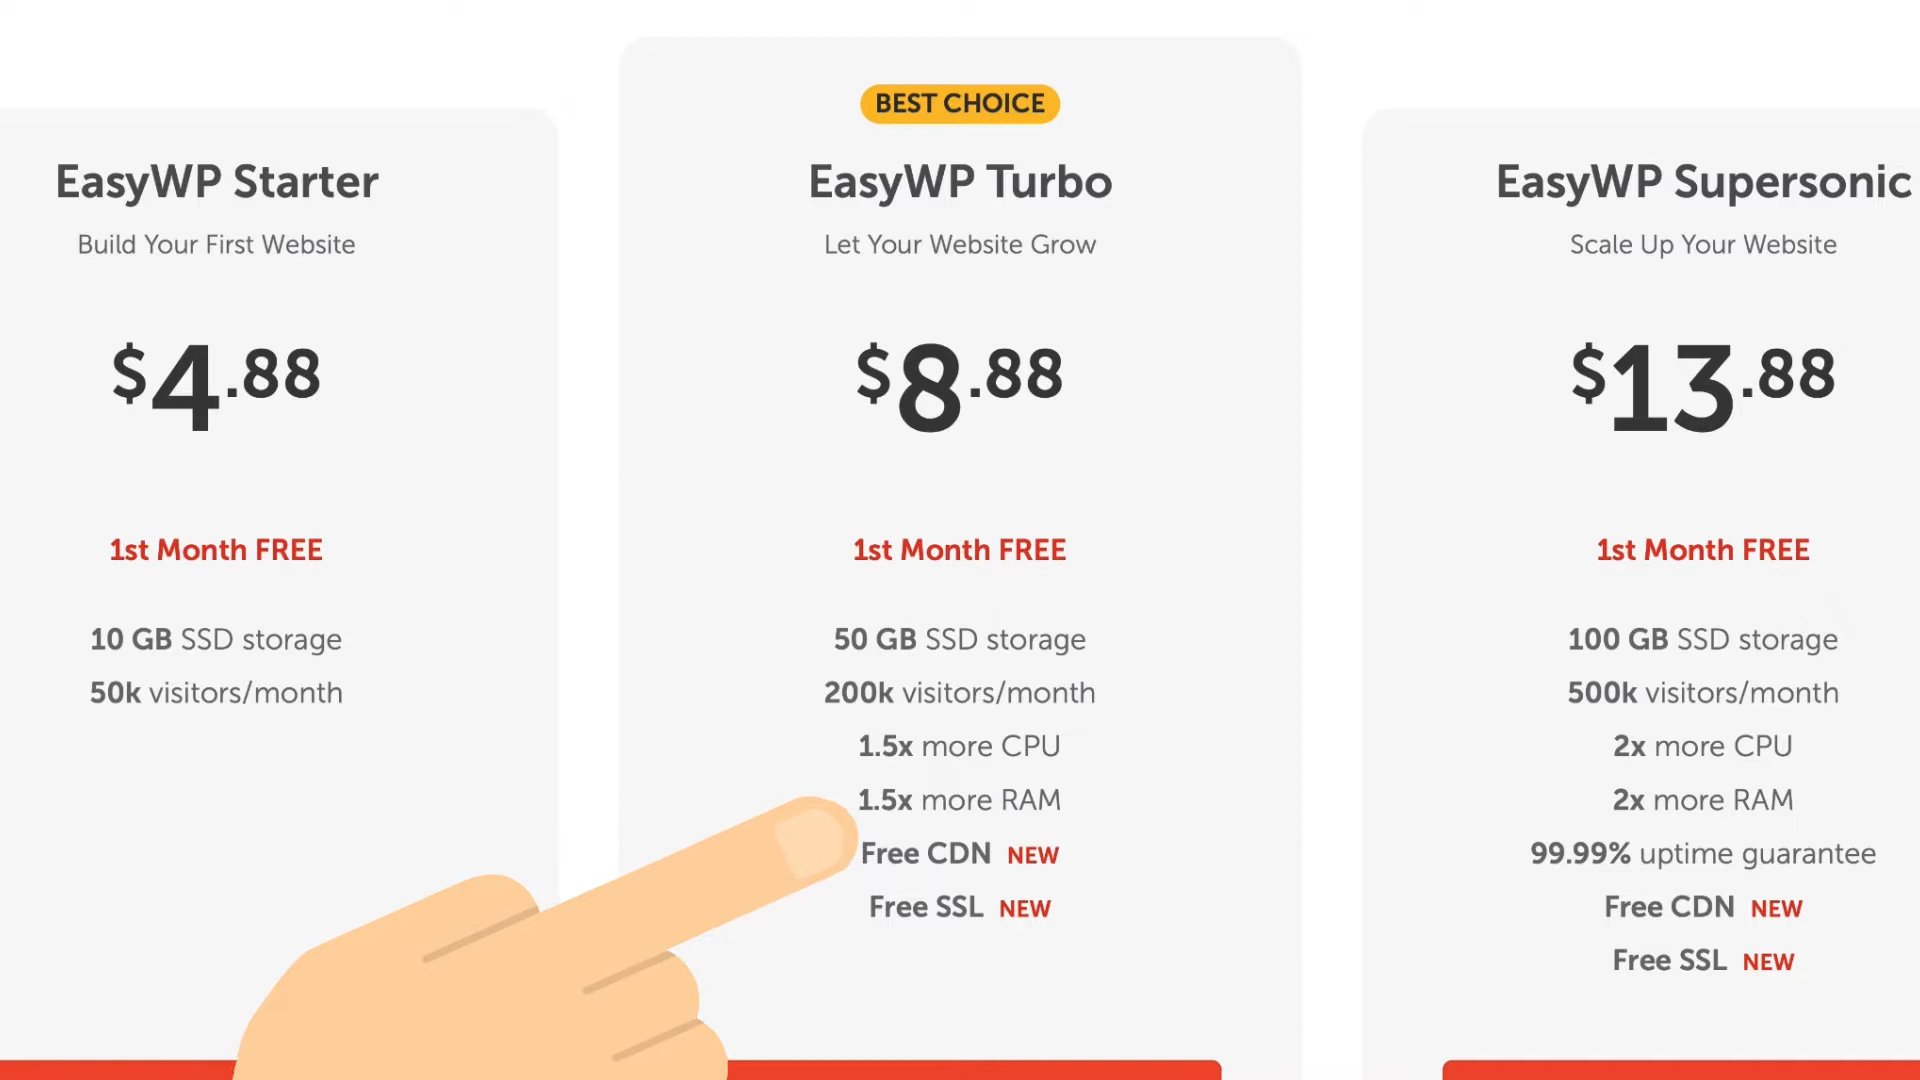 EasyWP Starter
Build Your First Website
$4.88
1st Month FREE
10 GB SSD storage
50k visitors/month
BEST CHOICE
EasyWP Turbo
Let Your Website Grow
$8.88
1st Month FREE
50 GB SSD storage
200k visitors/month
1.5x more CPU
1.5x more RAM
Free CDN NEW
Free SSL NEW
EasyWP Supersonic
Scale Up Your Website
$13.88
1st Month FREE
100 GB SSD storage
500k visitors/month
2x more CPU
2x more RAM
99.99% uptime guarantee
Free CDN NEW
Free SSL NEW